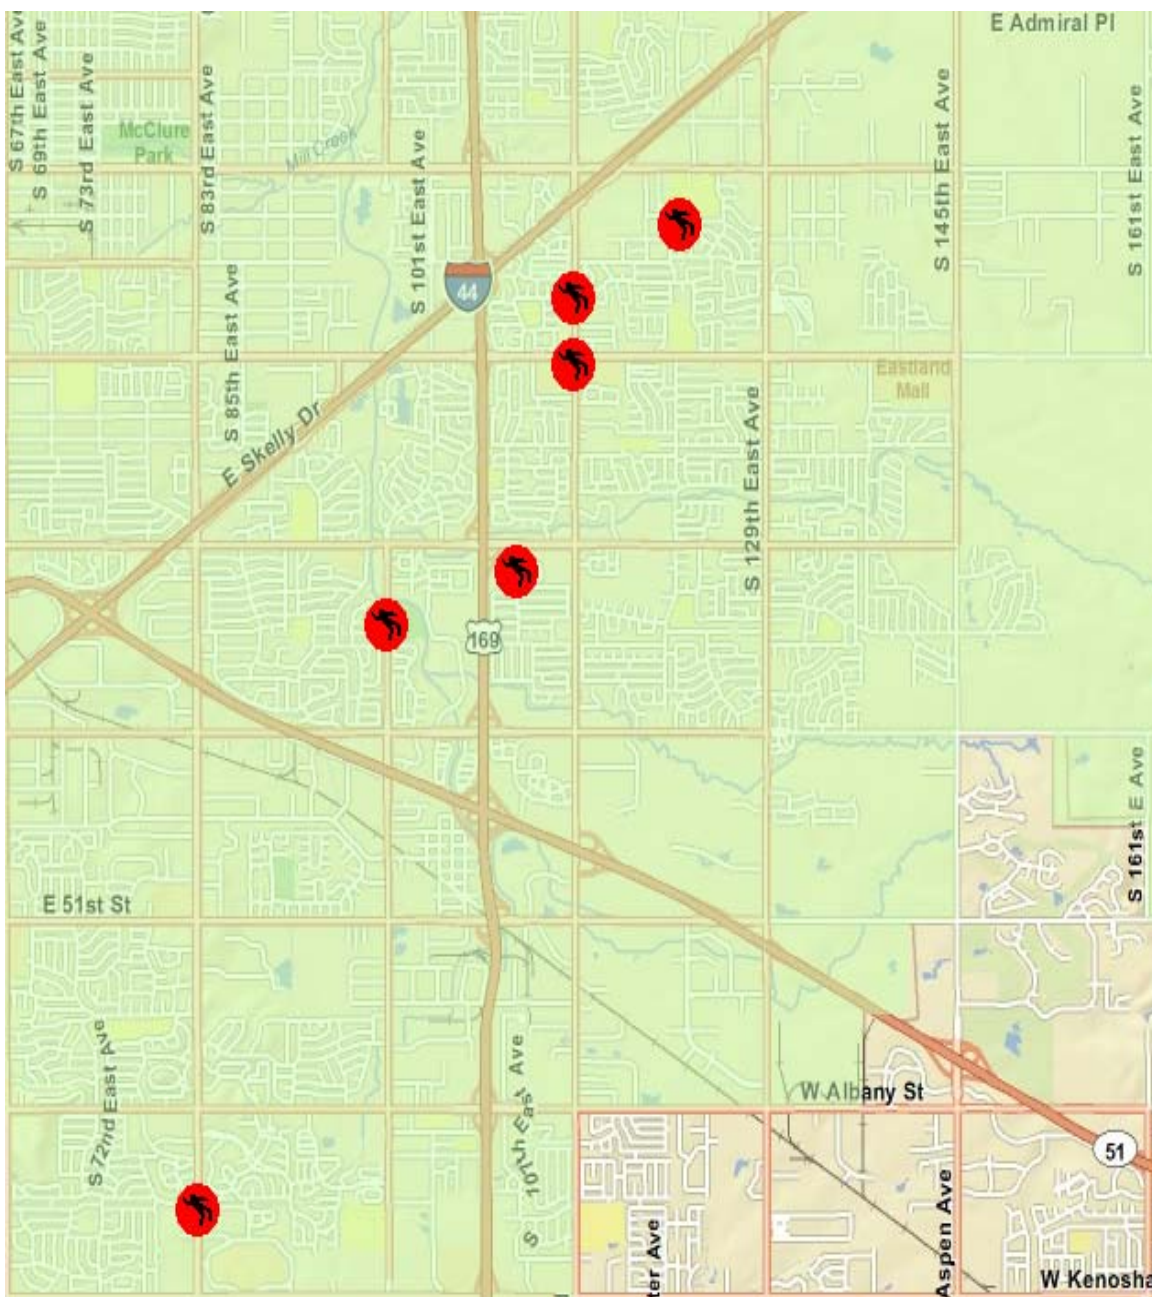 E Admiral Pl
S 67th East Ave
S 69th East Ave
S 73rd East Ave
S 83rd East Ave
McClure
Park
Mill Creek
S 101st East Ave
S 145th East Ave
S 161st East Ave
44
S 85th East Ave
E Skelly Dr
Eastland
Mall
S 129th East Ave
169
S 161st E Ave
E 51st St
S 72nd East Ave
S 107th East Ave
W Albany St
51
ter Ave
Aspen Ave
W Kenosha